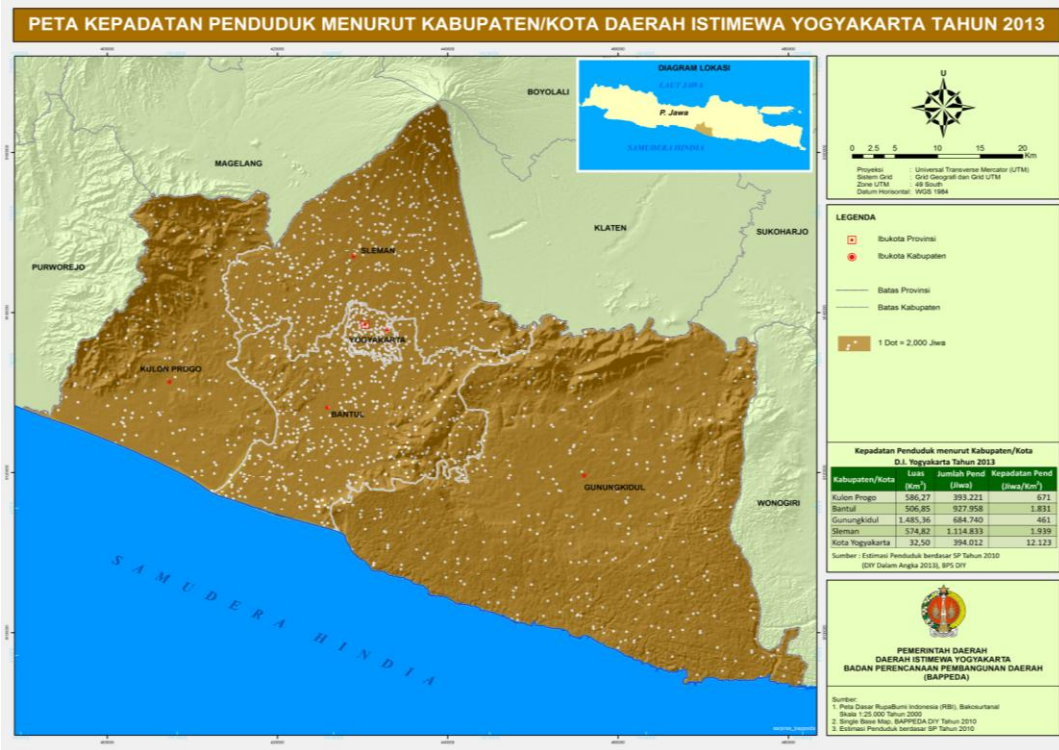 PETA KEPADATAN PENDUDUK MENURUT KABUPATEN/KOTA DAERAH ISTIMEWA YOGYAKARTA TAHUN 2013
DIAGRAM LOKASI
LAUT JAWA
P. Jawa
SAMUDERA HINDIA
BOYOLALI
MAGELANG
KLATEN
SUKOHARJO
SLEMAN
PURWOREJO
YOGYAKARTA
KULON PROGO
BANTUL
GUNUNGKIDUL
WONOGIRI
SAMUDERA HINDIA
U
0 2.5 5 10 15 20
Km
Proyeksi : Universal Transverse Mercator (UTM)
Sistem Grid : Grid Geografi dan Grid UTM
Zone UTM : 49 South
Datum Horisontal : WGS 1984
LEGENDA
Ibukota Provinsi
Ibukota Kabupaten
Batas Provinsi
Batas Kabupaten
1 Dot = 2,000 Jiwa
Kepadatan Penduduk menurut Kabupaten/Kota
D.I. Yogyakarta Tahun 2013
Kabupaten/Kota Luas (Km²) Jumlah Pend (Jiwa) Kepadatan Pend (Jiwa/Km²)
Kulon Progo 586,27 393.221 671
Bantul 506,85 927.958 1.831
Gunungkidul 1.485,36 684.740 461
Sleman 574,82 1.114.833 1.939
Kota Yogyakarta 32,50 394.012 12.123
Sumber : Estimasi Penduduk berdasar SP Tahun 2010
(DIY Dalam Angka 2013), BPS DIY
PEMERINTAH DAERAH
DAERAH ISTIMEWA YOGYAKARTA
BADAN PERENCANAAN PEMBANGUNAN DAERAH
(BAPPEDA)
Sumber:
1. Peta Dasar RupaBumi Indonesia (RBI), Bakosurtanal
Skala 1:25.000 Tahun 2000
2. Single Base Map, BAPPEDA DIY Tahun 2010
3. Estimasi Penduduk berdasar SP Tahun 2010